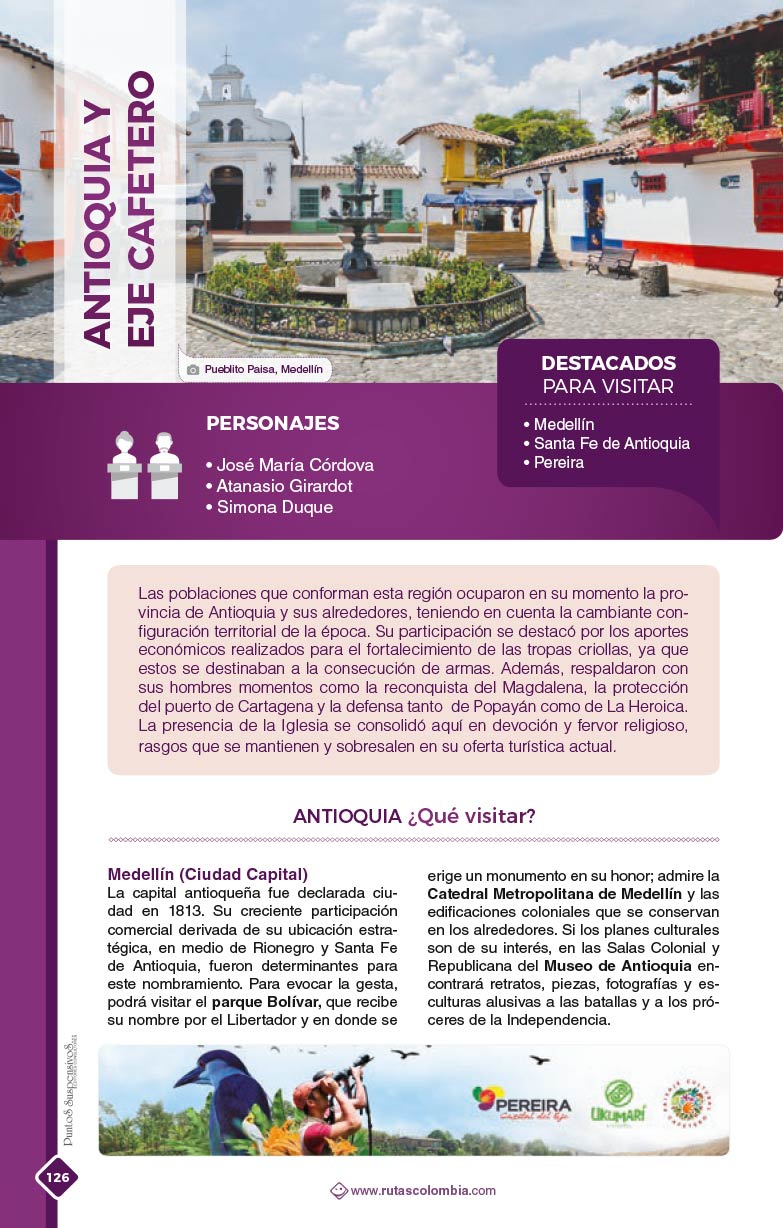 ANTIOQUIA Y
EJE CAFETERO
Pueblito Paisa, Medellín
DESTACADOS
PARA VISITAR
• Medellín
• Santa Fe de Antioquia
• Pereira
PERSONAJES
• José María Córdova
• Atanasio Girardot
• Simona Duque
Las poblaciones que conforman esta región ocuparon en su momento la pro-
vincia de Antioquia y sus alrededores, teniendo en cuenta la cambiante con-
figuración territorial de la época. Su participación se destacó por los aportes
económicos realizados para el fortalecimiento de las tropas criollas, ya que
estos se destinaban a la consecución de armas. Además, respaldaron con
sus hombres momentos como la reconquista del Magdalena, la protección
del puerto de Cartagena y la defensa tanto de Popayán como de La Heroica.
La presencia de la Iglesia se consolidó aquí en devoción y fervor religioso,
rasgos que se mantienen y sobresalen en su oferta turística actual.
ANTIOQUIA ¿Qué visitar?
Medellín (Ciudad Capital)
La capital antioqueña fue declarada ciu-
dad en 1813. Su creciente participación
comercial derivada de su ubicación estra-
tégica, en medio de Rionegro y Santa Fe
de Antioquia, fueron determinantes para
este nombramiento. Para evocar la gesta,
podrá visitar el parque Bolívar, que recibe
su nombre por el Libertador y en donde se
erige un monumento en su honor; admire la
Catedral Metropolitana de Medellín y las
edificaciones coloniales que se conservan
en los alrededores. Si los planes culturales
son de su interés, en las Salas Colonial y
Republicana del Museo de Antioquia en-
contrará retratos, piezas, fotografías y es-
culturas alusivas a las batallas y a los pró-
ceres de la Independencia.
Puntos Suspensivos
PEREIRA
Capital del Eje
UKUMARÍ
PAISAJE CULTURAL
CAFETERO
126
www.rutascolombia.com